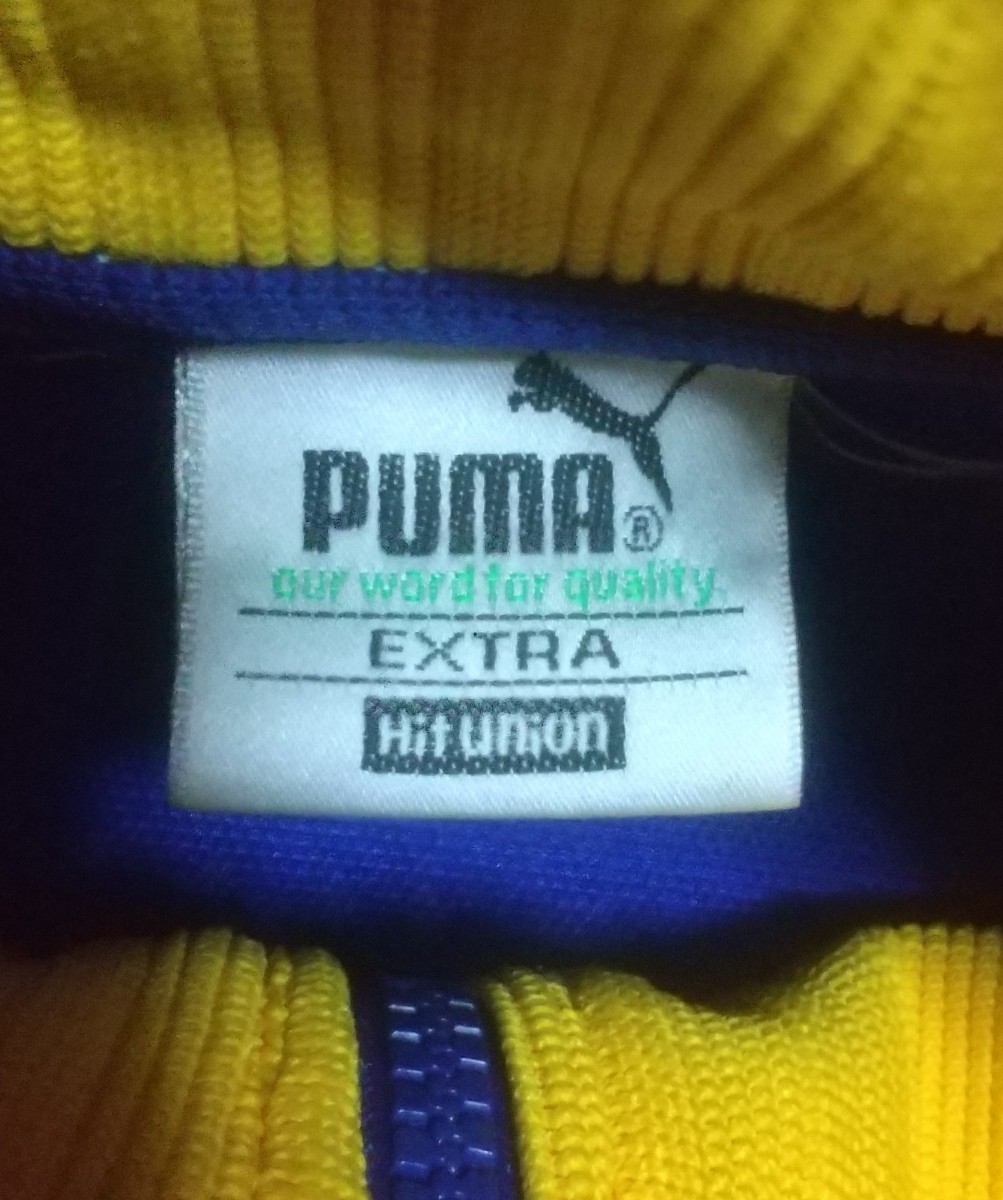 PUMA®
our word for quality.
EXTRA
Hit Union